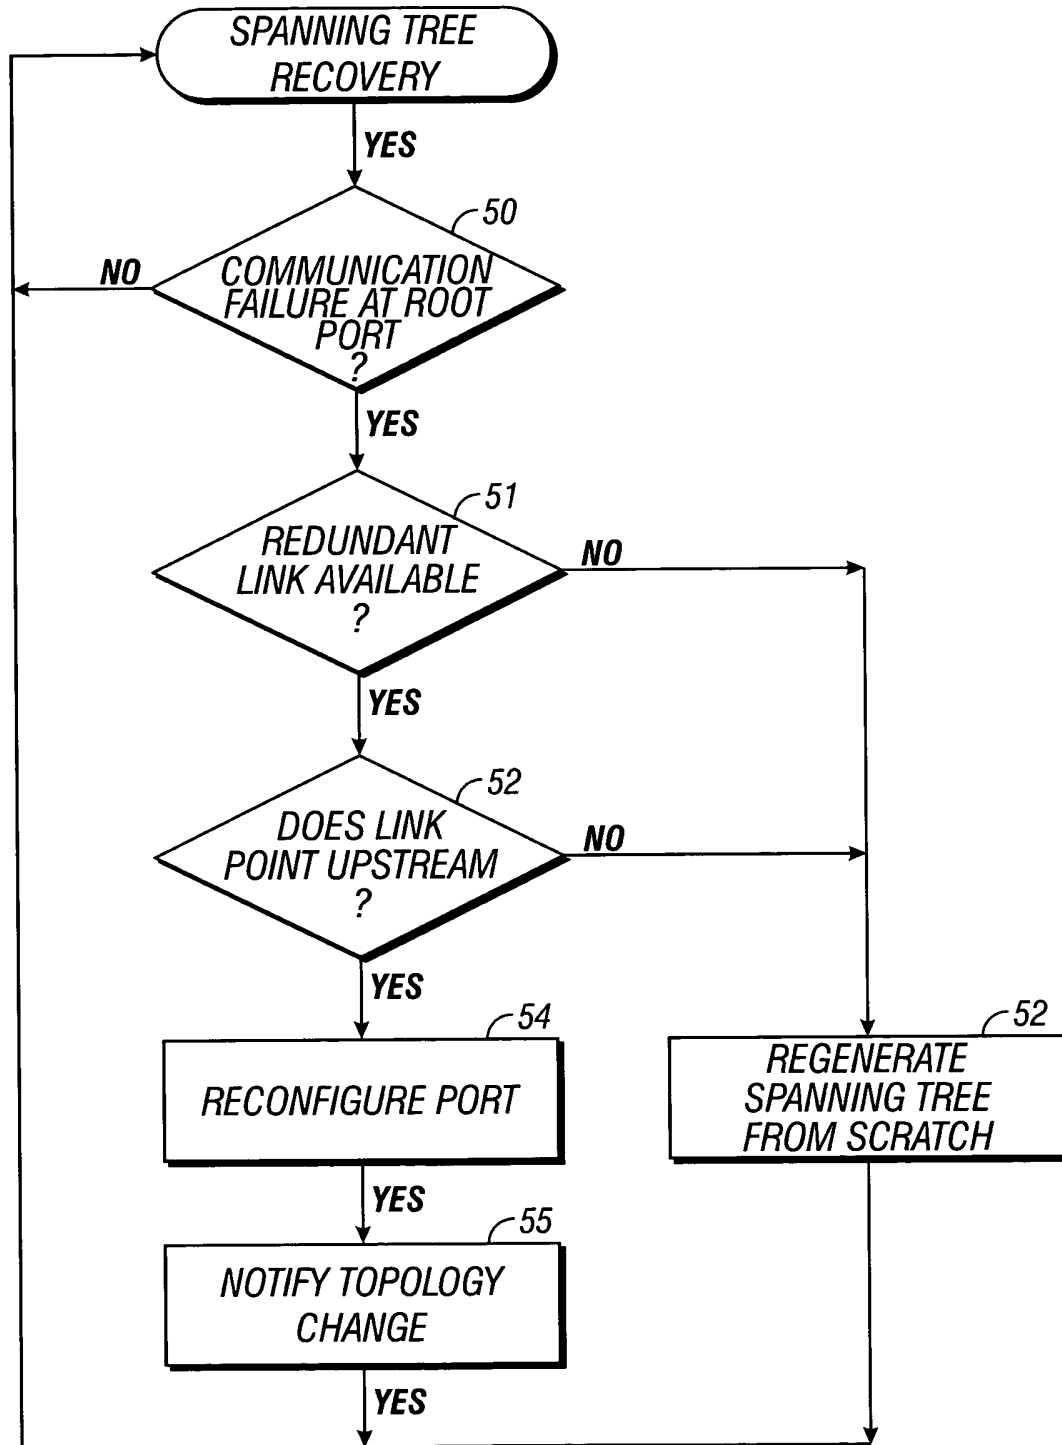 SPANNING TREE
RECOVERY
YES
50
NO
COMMUNICATION
FAILURE AT ROOT
PORT
?
YES
51
REDUNDANT
LINK AVAILABLE
?
NO
YES
52
DOES LINK
POINT UPSTREAM
?
NO
YES
54
RECONFIGURE PORT
52
REGENERATE
SPANNING TREE
FROM SCRATCH
YES
55
NOTIFY TOPOLOGY
CHANGE
YES